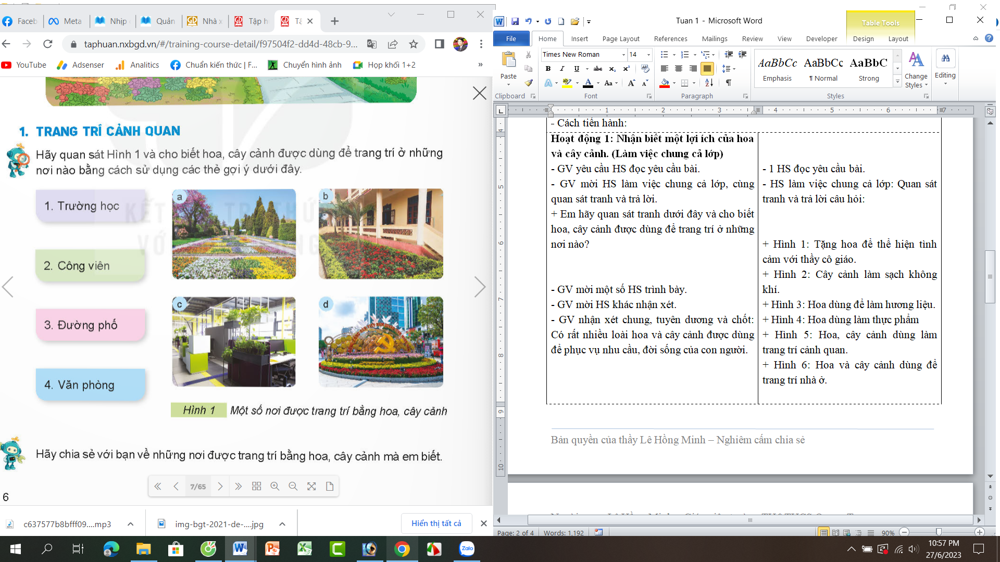 Faceb
Meta
Nhip
Quản
Nhà x
Tập h
Tậ
taphuan.nxbgd.vn/#/training-course-detail/f97504f2-dd4d-48cb-9...
YouTube
Adsenser
Analitics
Chuẩn kiến thức | F...
Chuyển hình ảnh
Họp khối 1+2
»
1. TRANG TRÍ CẢNH QUAN
Hãy quan sát Hình 1 và cho biết hoa, cây cảnh được dùng để trang trí ở những
nơi nào bằng cách sử dụng các thẻ gợi ý dưới đây.
1. Trường học
2. Công viên
3. Đường phố
4. Văn phòng
a
b
c
d
Hình 1 Một số nơi được trang trí bằng hoa, cây cảnh
Hãy chia sẻ với bạn về những nơi được trang trí bằng hoa, cây cảnh mà em biết.
7/65
6
c637577b8bfff09....mp3
img-bgt-2021-de-....jpg
Hiển thị tất cả
Tuan 1 - Microsoft Word
Table Tools
File
Home
Insert
Page Layout
References
Mailings
Review
View
Developer
Design
Layout
Paste
Clipboard
Times New Roman
14
Font
Paragraph
AaBbCc
Emphasis
AaBbCc
¶ Normal
AaBbC
Strong
Change
Styles
Styles
Editing
- Cách tiến hành:
Hoạt động 1: Nhận biết một lợi ích của hoa
và cây cảnh. (Làm việc chung cả lớp)
- GV yêu cầu HS đọc yêu cầu bài.
- GV mời HS làm việc chung cả lớp, cùng
quan sát tranh và trả lời.
+ Em hãy quan sát tranh dưới đây và cho biết
hoa, cây cảnh được dùng để trang trí ở những
nơi nào?
- GV mời một số HS trình bày.
- GV mời HS khác nhận xét.
- GV nhận xét chung, tuyên dương và chốt:
Có rất nhiều loài hoa và cây cảnh được dùng
để phục vụ nhu cầu, đời sống của con người.
- 1 HS đọc yêu cầu bài.
- HS làm việc chung cả lớp: Quan sát
tranh và trả lời câu hỏi:
+ Hình 1: Tặng hoa để thể hiện tình
cảm với thầy cô giáo.
+ Hình 2: Cây cảnh làm sạch không
khí.
+ Hình 3: Hoa dùng để làm hương liệu.
+ Hình 4: Hoa dùng làm thực phẩm
+ Hình 5: Hoa, cây cảnh dùng làm
trang trí cảnh quan.
+ Hình 6: Hoa và cây cảnh dùng để
trang trí nhà ở.
Bản quyền của thầy Lê Hồng Minh – Nghiêm cấm chia sẻ
Page: 2 of 4
Words: 1,192
90%
10:57 PM
27/6/2023